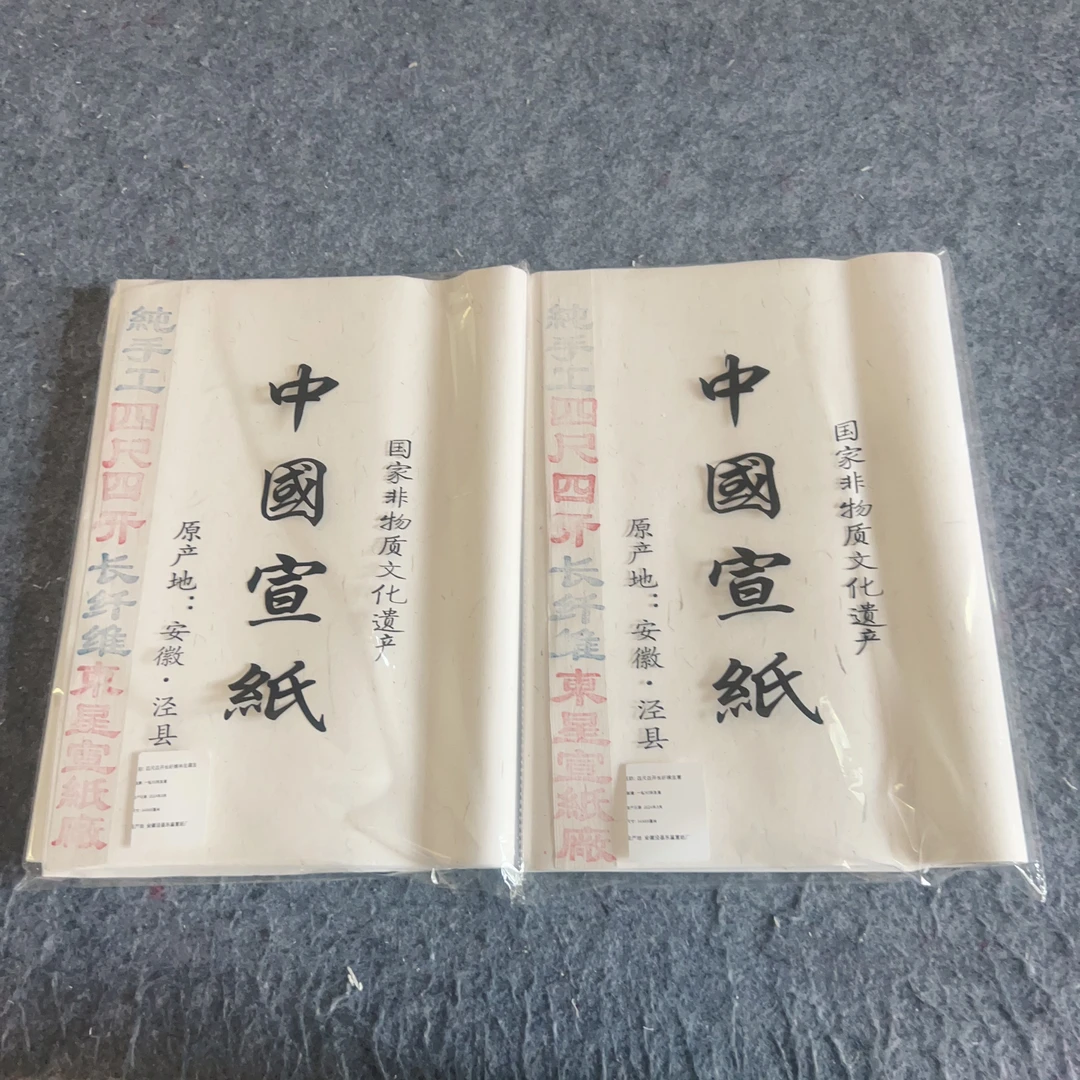 国家非物质文化遗产
中國宣紙
原产地：安徽·泾县
純手工四尺四开长纤维東星宣紙廠
国家非物质文化遗产
中國宣紙
原产地：安徽·泾县
純手工四尺四开长纤维東星宣紙廠